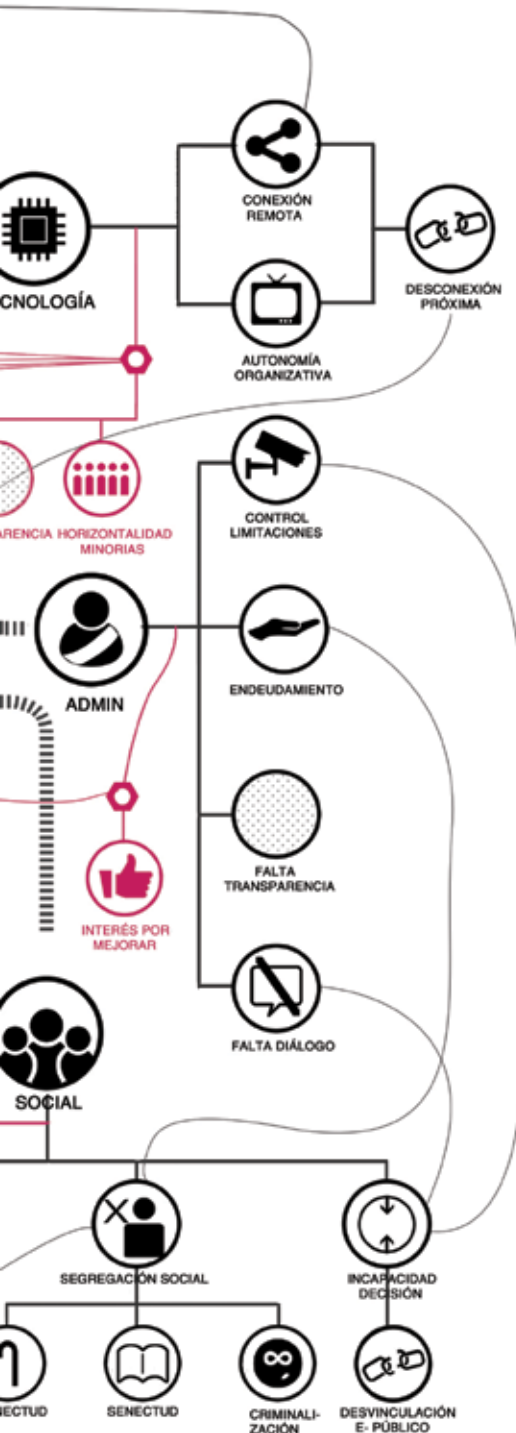 CONEXIÓN
REMOTA
CNOLOGÍA
DESCONEXIÓN
PRÓXIMA
AUTONOMÍA
ORGANIZATIVA
CONTROL
LIMITACIONES
ARENCIA
HORIZONTALIDAD
MINORIAS
ENDEUDAMIENTO
ADMIN
FALTA
TRANSPARENCIA
INTERÉS POR
MEJORAR
FALTA DIÁLOGO
SOCIAL
SEGREGACIÓN SOCIAL
INCAPACIDAD
DECISIÓN
NECTUD
SENECTUD
CRIMINALI-
ZACIÓN
DESVINCULACIÓN
E- PÚBLICO